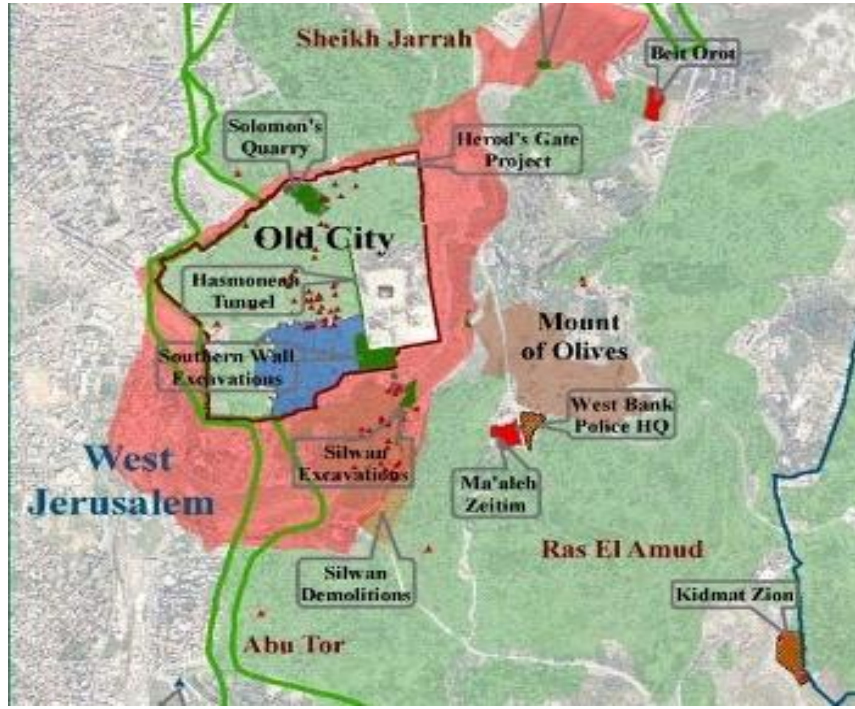 Sheikh Jarrah
Beit Orot
Solomon's
Quarry
Herod's Gate
Project
Old City
Hasmonean
Tunnel
Mount
of Olives
Southern Wall
Excavations
West Bank
Police HQ
West
Jerusalem
Silwan
Excavations
Ma'aleh
Zeitim
Ras El Amud
Silwan
Demolitions
Kidmat Zion
Abu Tor